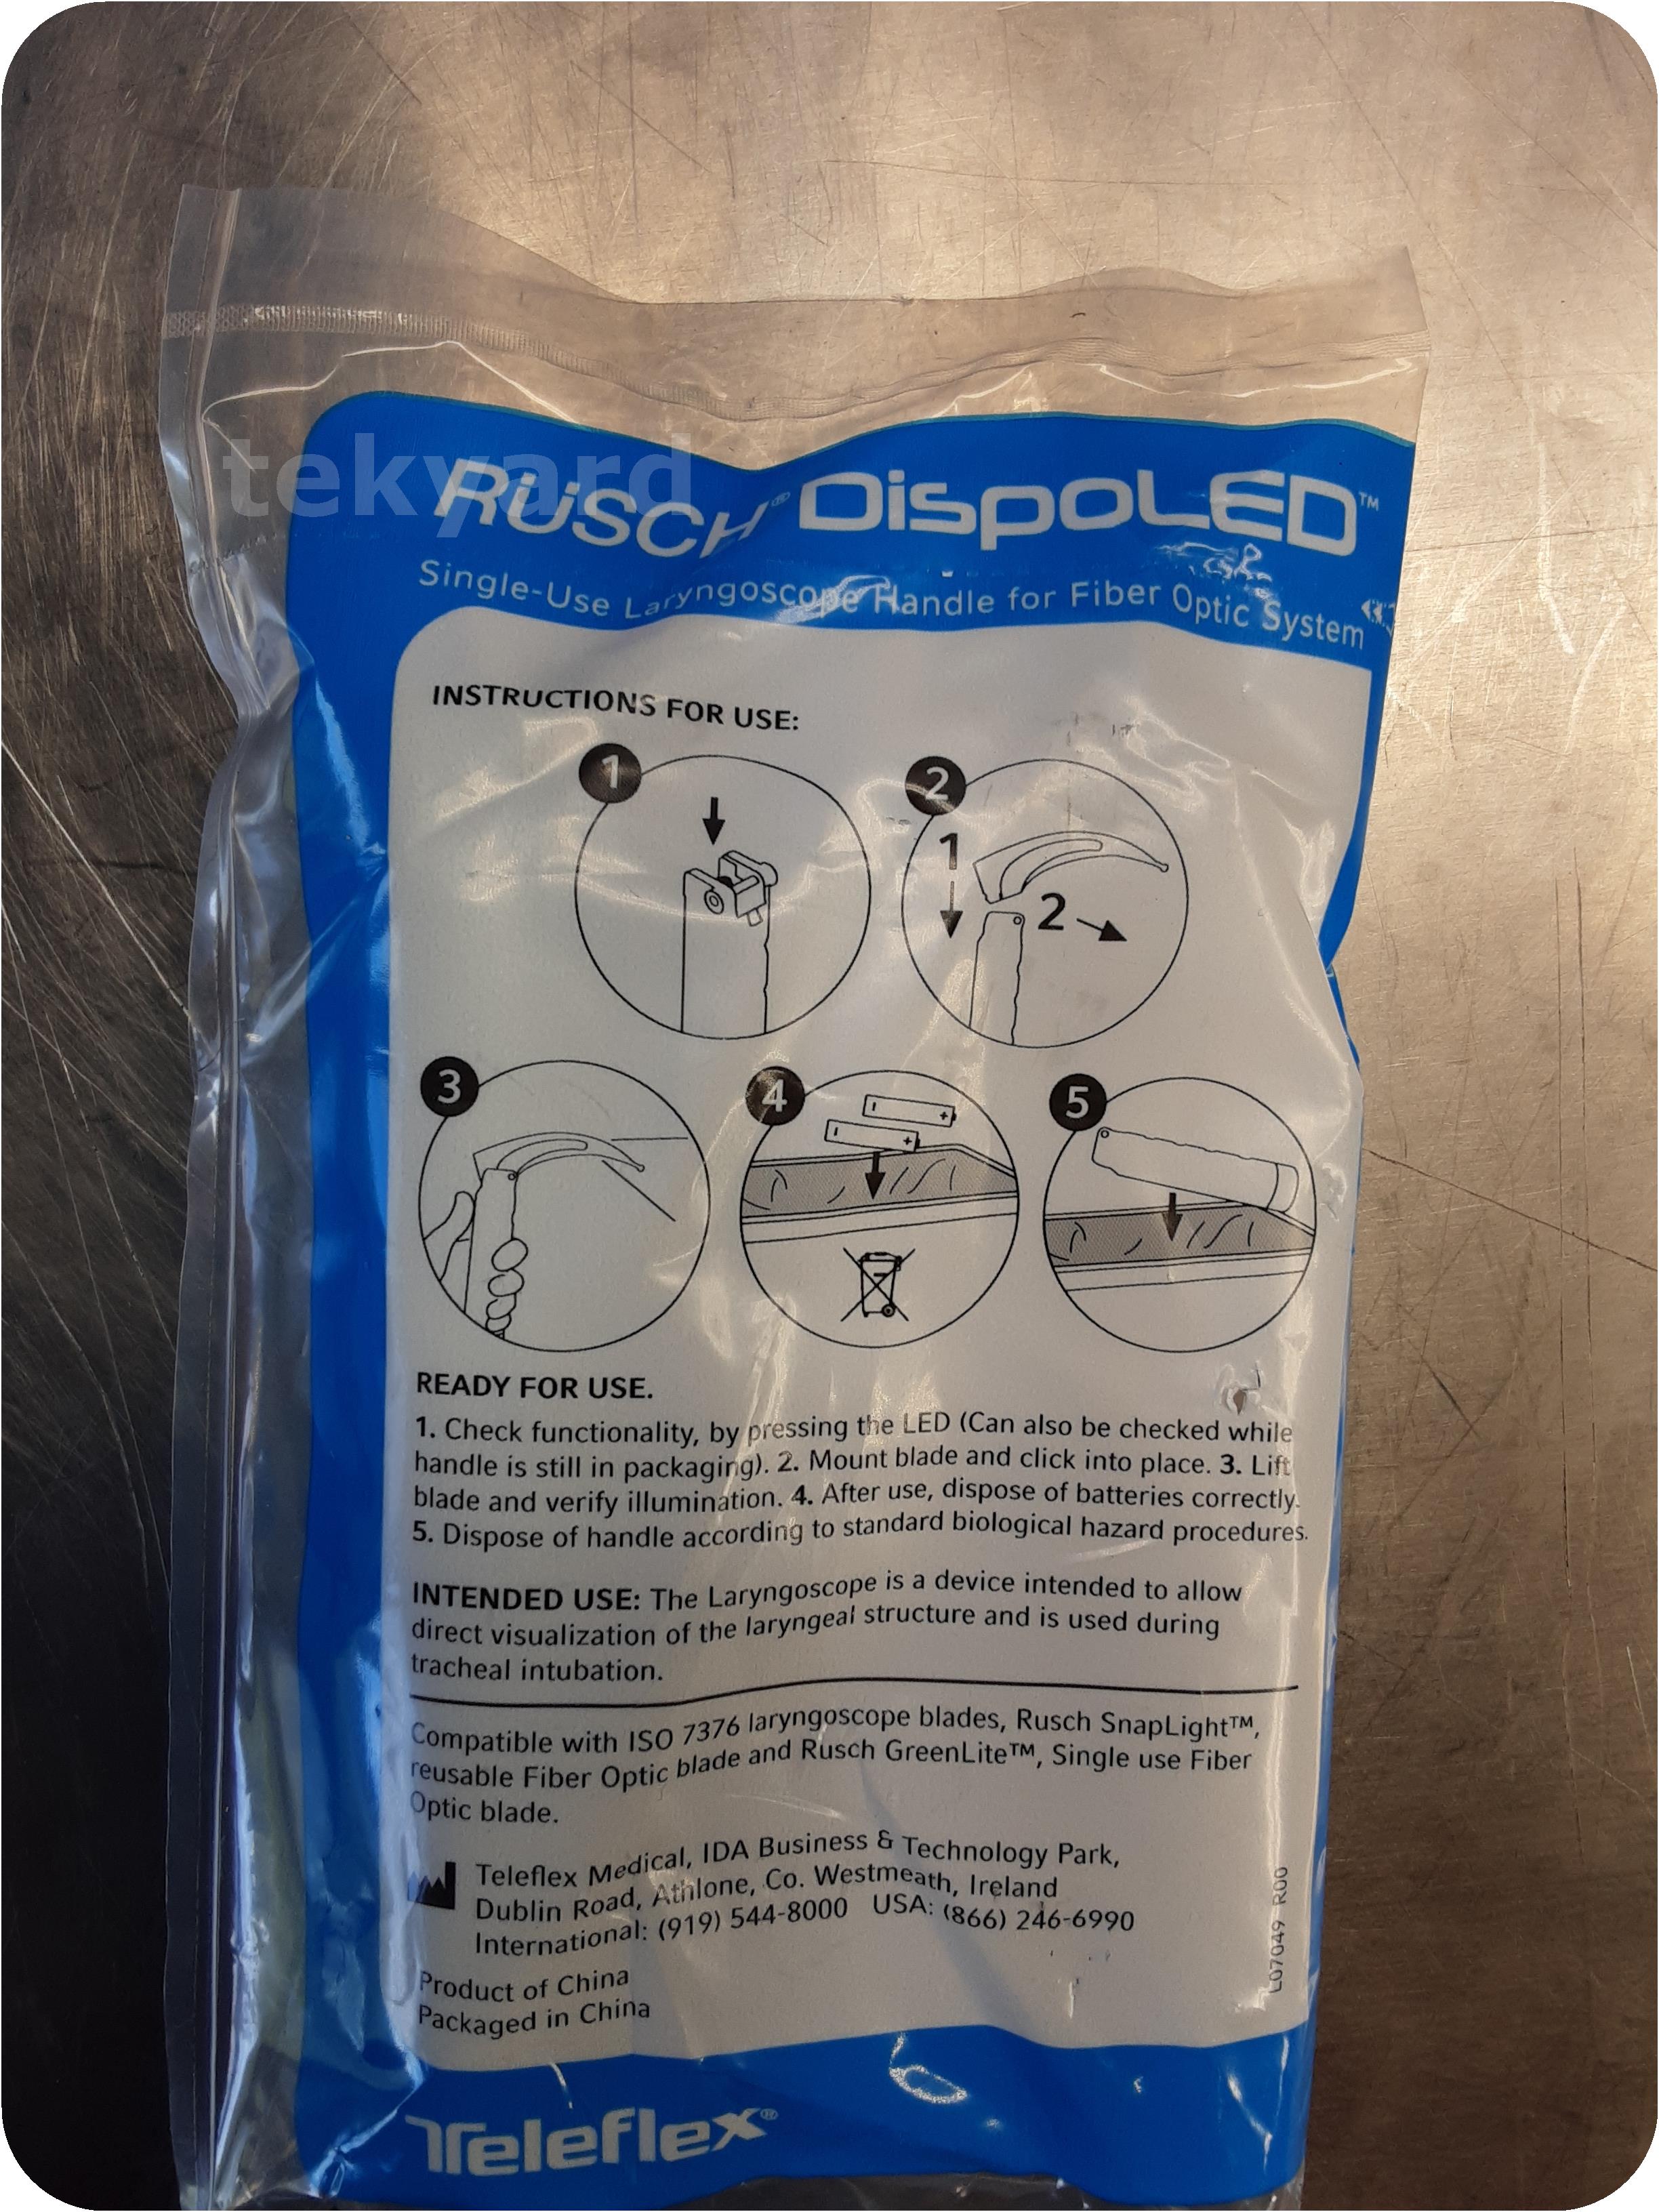 tekyard
RÜSCH® DispoLED™
Single-Use Laryngoscope Handle for Fiber Optic System
INSTRUCTIONS FOR USE:
1
2
1
2
3
4
5
READY FOR USE.
1. Check functionality, by pressing the LED (Can also be checked while
handle is still in packaging). 2. Mount blade and click into place. 3. Lift
blade and verify illumination. 4. After use, dispose of batteries correctly.
5. Dispose of handle according to standard biological hazard procedures.
INTENDED USE: The Laryngoscope is a device intended to allow
direct visualization of the laryngeal structure and is used during
tracheal intubation.
Compatible with ISO 7376 laryngoscope blades, Rusch SnapLight™,
reusable Fiber Optic blade and Rusch GreenLite™, Single use Fiber
Optic blade.
Teleflex Medical, IDA Business & Technology Park,
Dublin Road, Athlone, Co. Westmeath, Ireland
International: (919) 544-8000 USA: (866) 246-6990
L07049 R00
Product of China
Packaged in China
Teleflex®